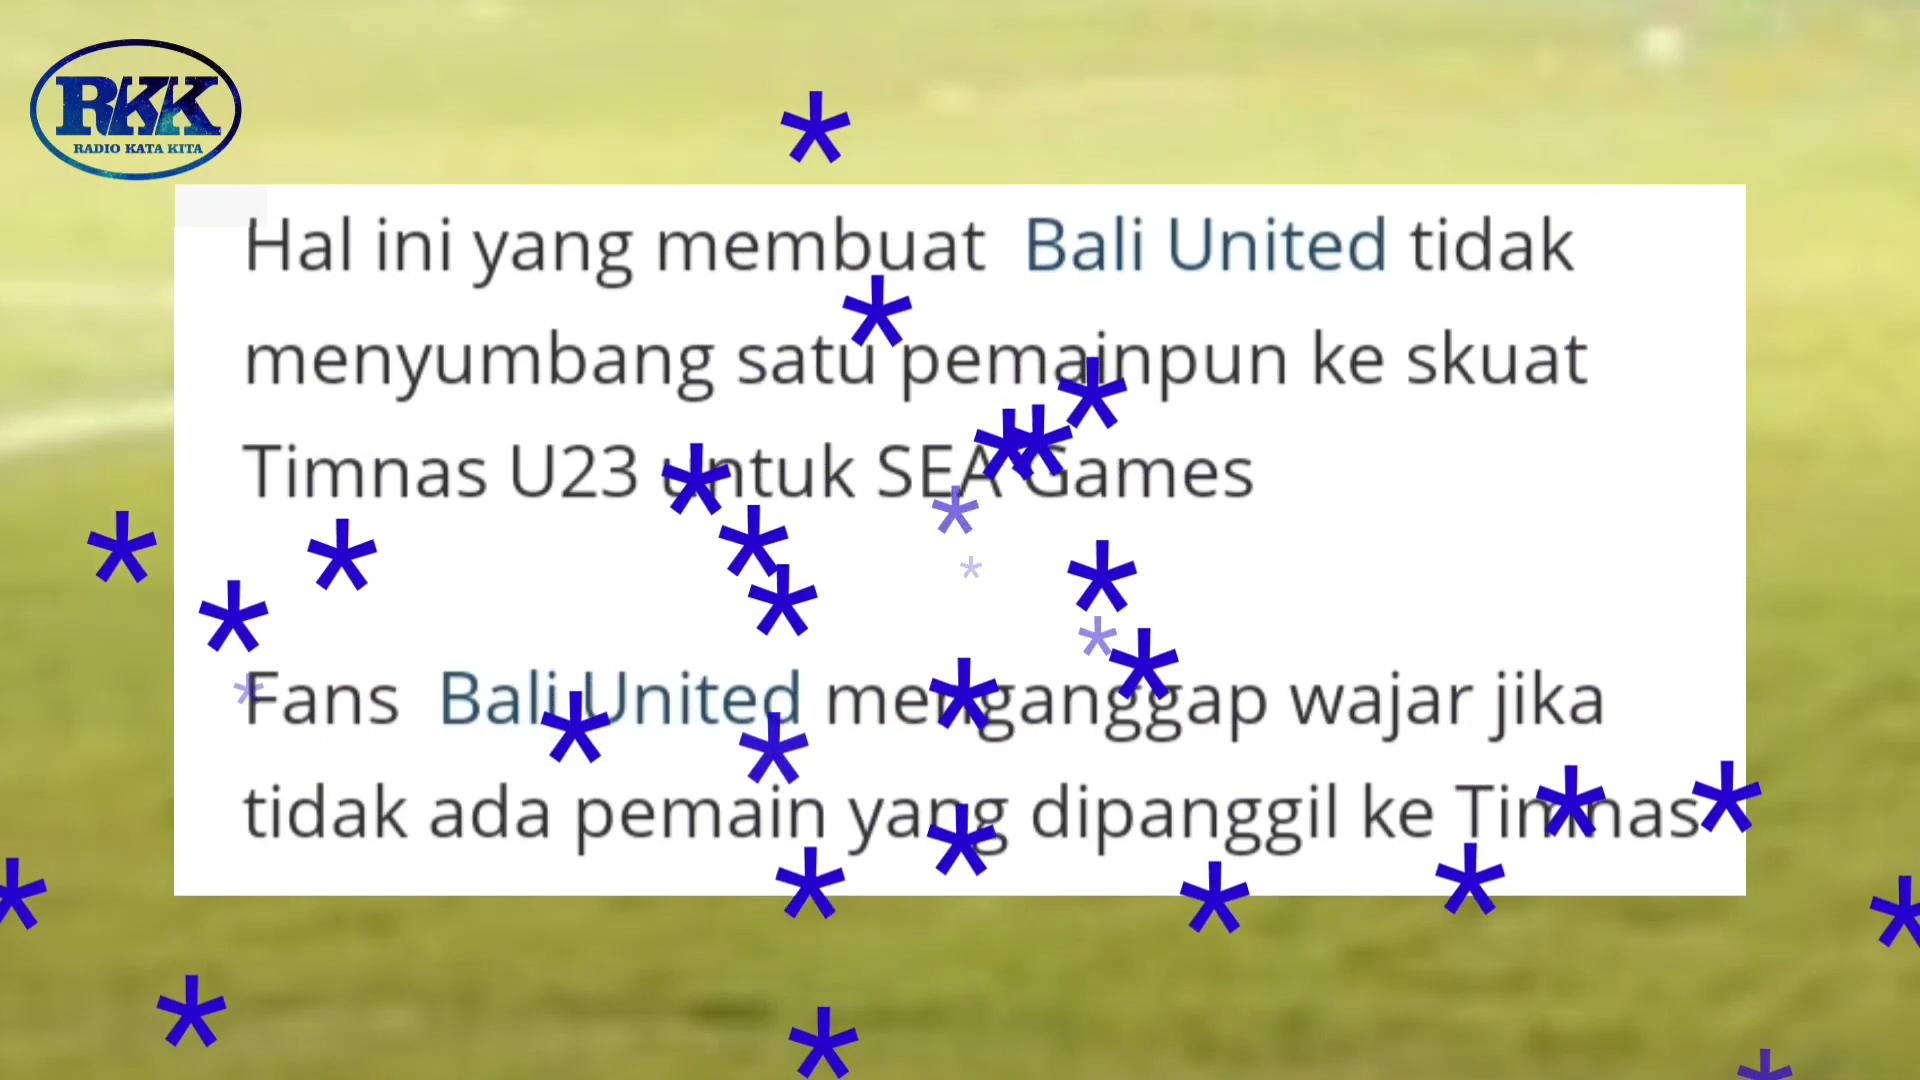 RKK
RADIO KATA KITA
Hal ini yang membuat Bali United tidak
menyumbang satu pemainpun ke skuat
Timnas U23 untuk SEA Games
Fans Bali United menganggap wajar jika
tidak ada pemain yang dipanggil ke Timnas